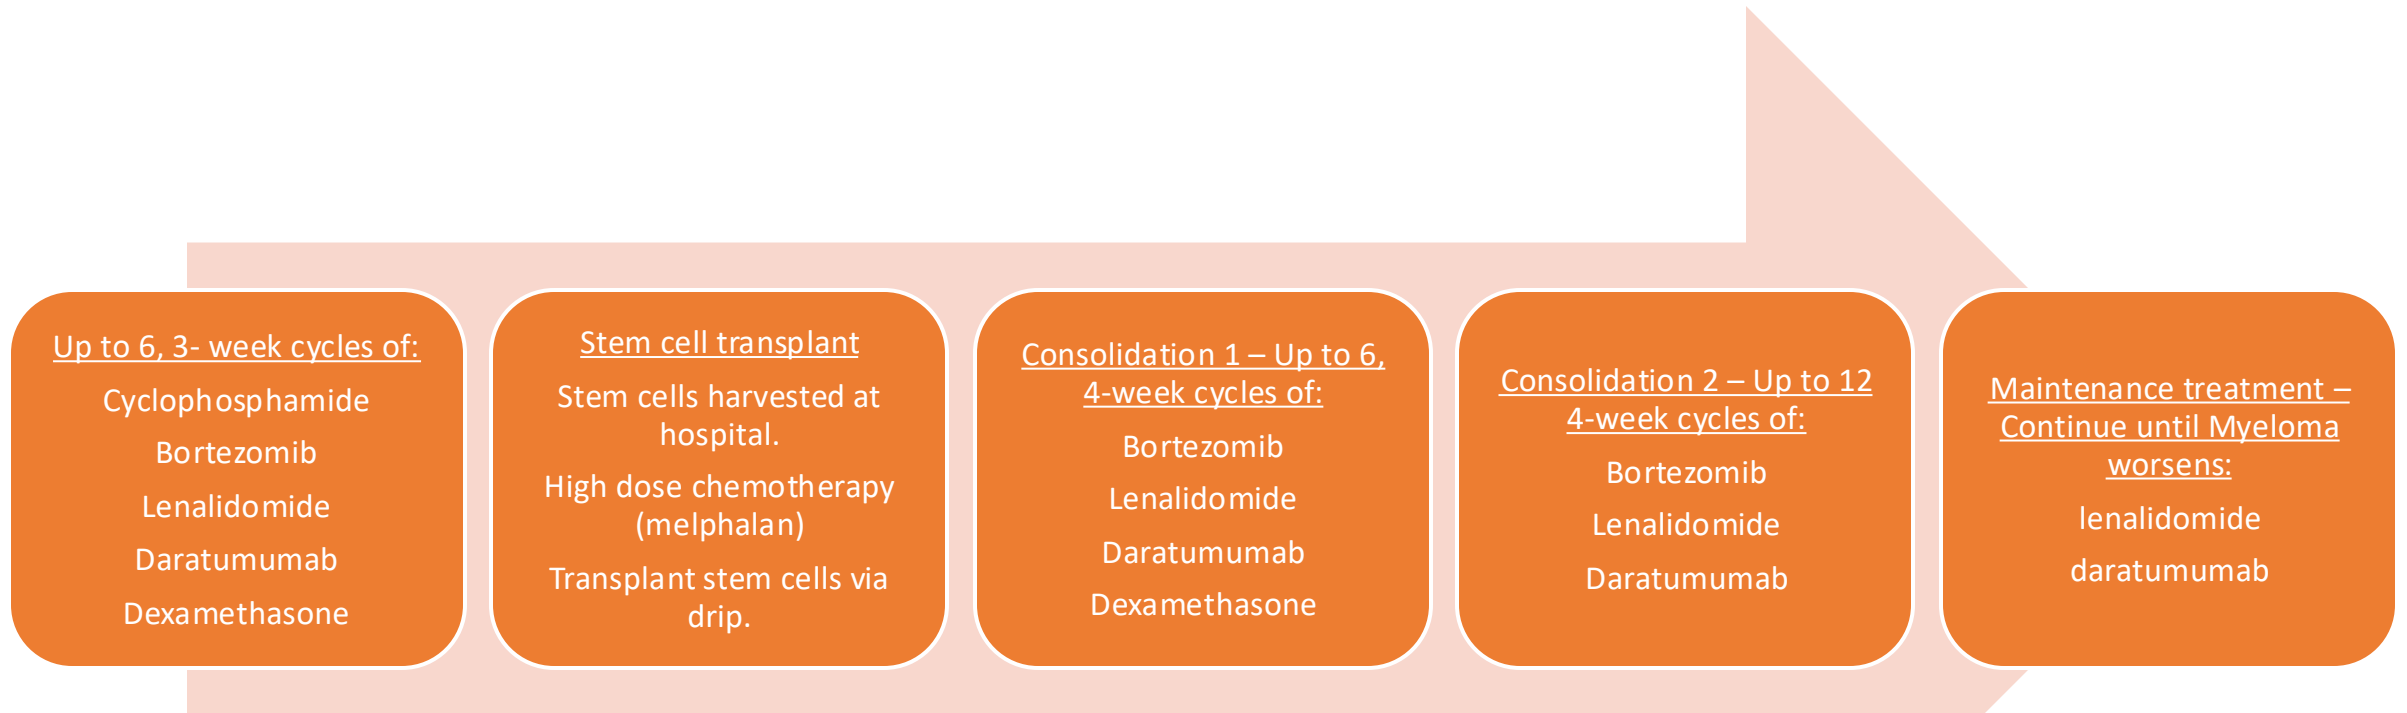 Up to 6, 3- week cycles of:
Cyclophosphamide
Bortezomib
Lenalidomide
Daratumumab
Dexamethasone
Stem cell transplant
Stem cells harvested at
hospital.
High dose chemotherapy
(melphalan)
Transplant stem cells via
drip.
Consolidation 1 – Up to 6,
4-week cycles of:
Bortezomib
Lenalidomide
Daratumumab
Dexamethasone
Consolidation 2 – Up to 12
4-week cycles of:
Bortezomib
Lenalidomide
Daratumumab
Maintenance treatment –
Continue until Myeloma
worsens:
lenalidomide
daratumumab